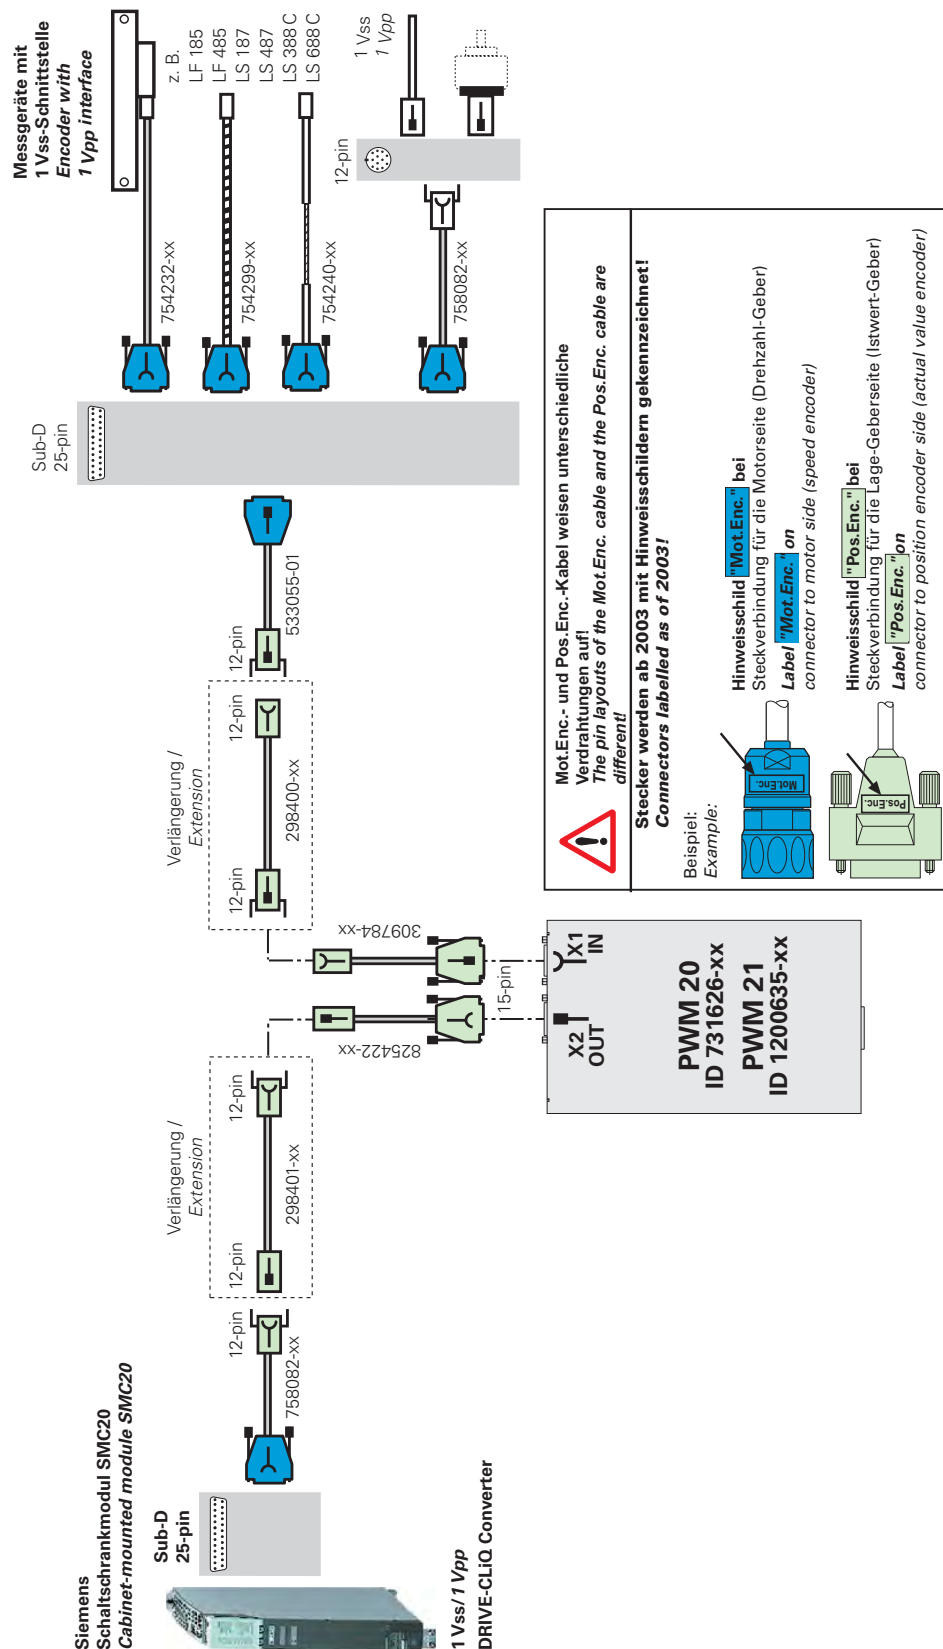 Siemens
Schaltschrankmodul SMC20
Cabinet-mounted module SMC20
Sub-D
25-pin
1 Vss/1 Vpp
DRIVE-CLiQ Converter
758082-xx
12-pin
Verlängerung /
Extension
12-pin
298401-xx
12-pin
825422-xx
309784-xx
15-pin
X2
OUT
X1
IN
PWM 20
ID 731626-xx
PWM 21
ID 1200635-xx
Verlängerung /
Extension
12-pin
298400-xx
12-pin
12-pin
533055-01
Sub-D
25-pin
Messgeräte mit
1 Vss-Schnittstelle
Encoder with
1 Vpp interface
754232-xx
z. B.
LF 185
LF 485
LS 187
LS 487
LS 388 C
LS 688 C
754299-xx
754240-xx
758082-xx
12-pin
1 Vss
1 Vpp
Mot.Enc.- und Pos.Enc.-Kabel weisen unterschiedliche
Verdrahtungen auf!
The pin layouts of the Mot.Enc. cable and the Pos.Enc. cable are
different!
Stecker werden ab 2003 mit Hinweisschildern gekennzeichnet!
Connectors labelled as of 2003!
Beispiel:
Example:
Mot.Enc.
Hinweisschild "Mot.Enc." bei
Steckverbindung für die Motorseite (Drehzahl-Geber)
Label "Mot.Enc." on
connector to motor side (speed encoder)
Pos.Enc.
Hinweisschild "Pos.Enc." bei
Steckverbindung für die Lage-Geberseite (Istwert-Geber)
Label "Pos.Enc." on
connector to position encoder side (actual value encoder)